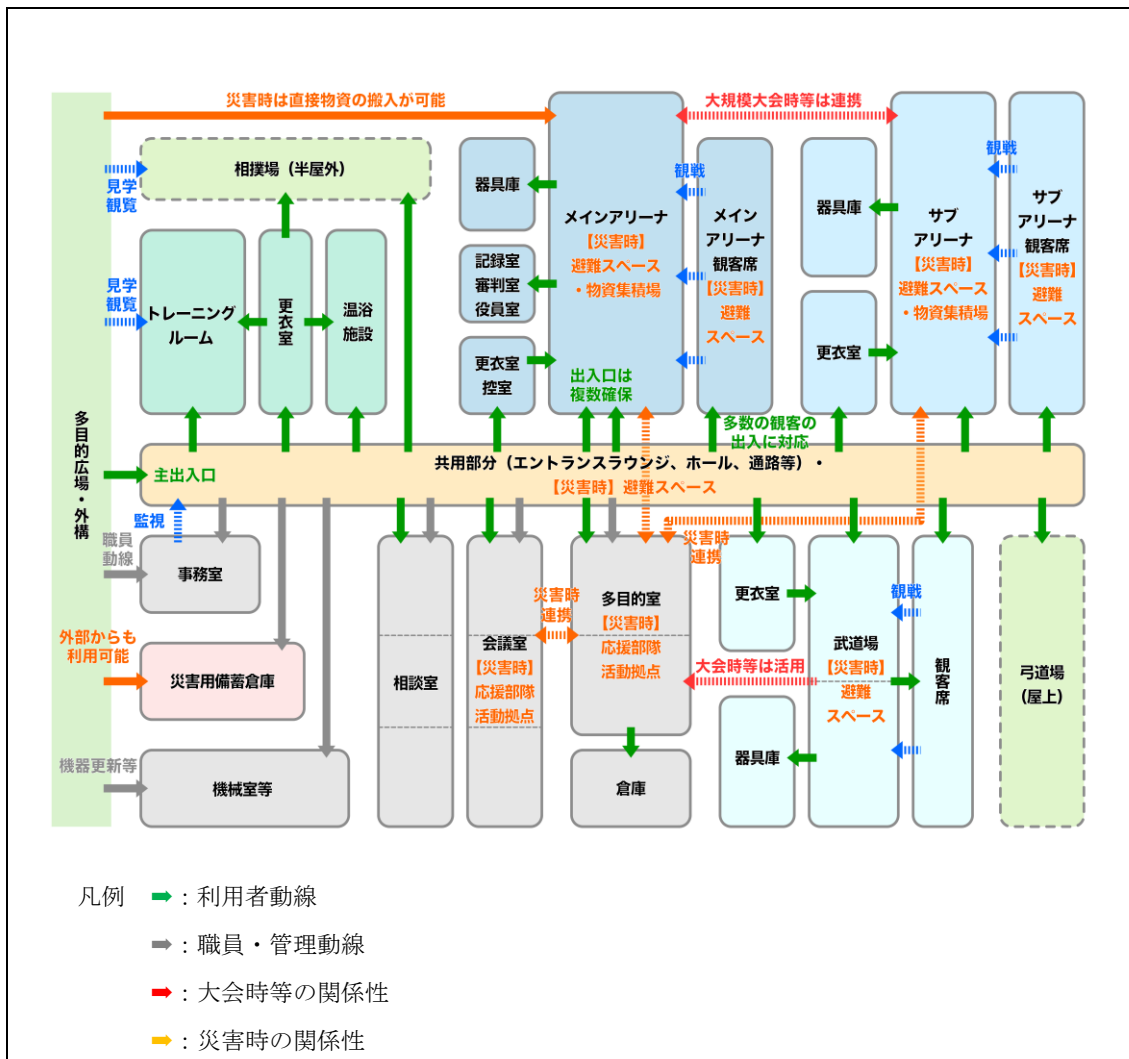 災害時は直接物資の搬入が可能
大規模大会時等は連携
相撲場（半屋外）
見学
観覧
見学
観覧
トレーニング
ルーム
更
衣
室
温浴
施設
器具庫
記録室
審判室
役員室
更衣室
控室
メインアリーナ
【災害時】
避難スペース
・物資集積場
出入口は
複数確保
観戦
メイン
アリーナ
観客席
【災害時】
避難
スペース
多数の観客の
出入に対応
器具庫
更衣室
サブ
アリーナ
【災害時】
避難スペース
・物資集積場
観戦
サブ
アリーナ
観客席
【災害時】
避難
スペース
多目的広場・外構
主出入口
共用部分（エントランスラウンジ、ホール、通路等）・
【災害時】避難スペース
監視
職員
動線
事務室
外部からも
利用可能
災害用備蓄倉庫
機器更新等
機械室等
相談室
会議室
【災害時】
応援部隊
活動拠点
災害時
連携
多目的室
【災害時】
応援部隊
活動拠点
倉庫
災害時
連携
大会時等は活用
更衣室
器具庫
武道場
【災害時】
避難
スペース
観戦
観
客
席
弓道場
（屋上）
凡例 ➡：利用者動線
➡：職員・管理動線
➡：大会時等の関係性
➡：災害時の関係性